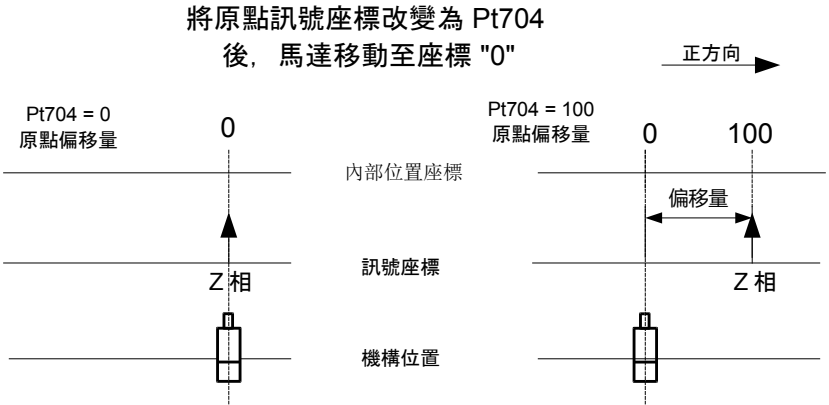 將原點訊號座標改變為 Pt704
後，馬達移動至座標 "0"
正方向
Pt704 = 0
原點偏移量
0
Pt704 = 100
原點偏移量
0
100
內部位置座標
偏移量
訊號座標
Z 相
Z 相
機構位置